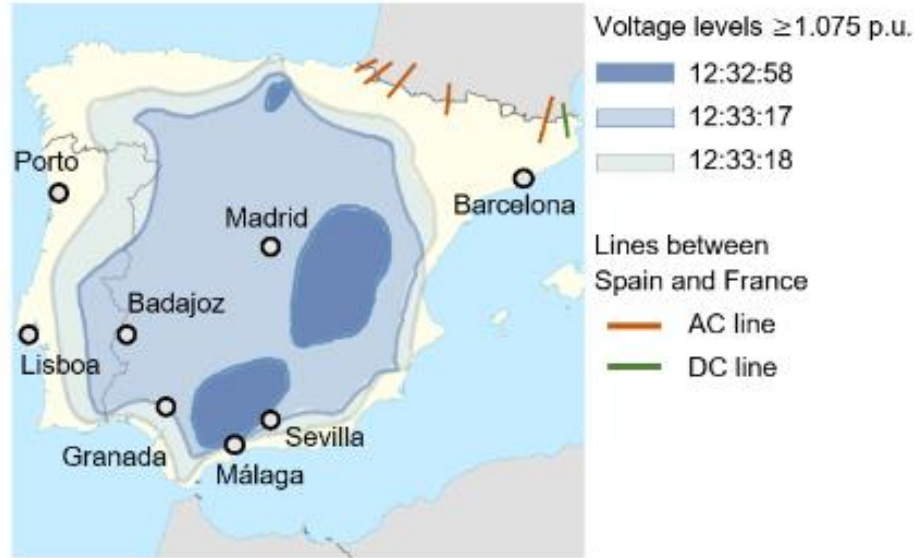 Voltage levels ≥1.075 p.u.
12:32:58
12:33:17
12:33:18
Lines between
Spain and France
AC line
DC line
Porto
Barcelona
Madrid
Badajoz
Lisboa
Sevilla
Granada
Málaga